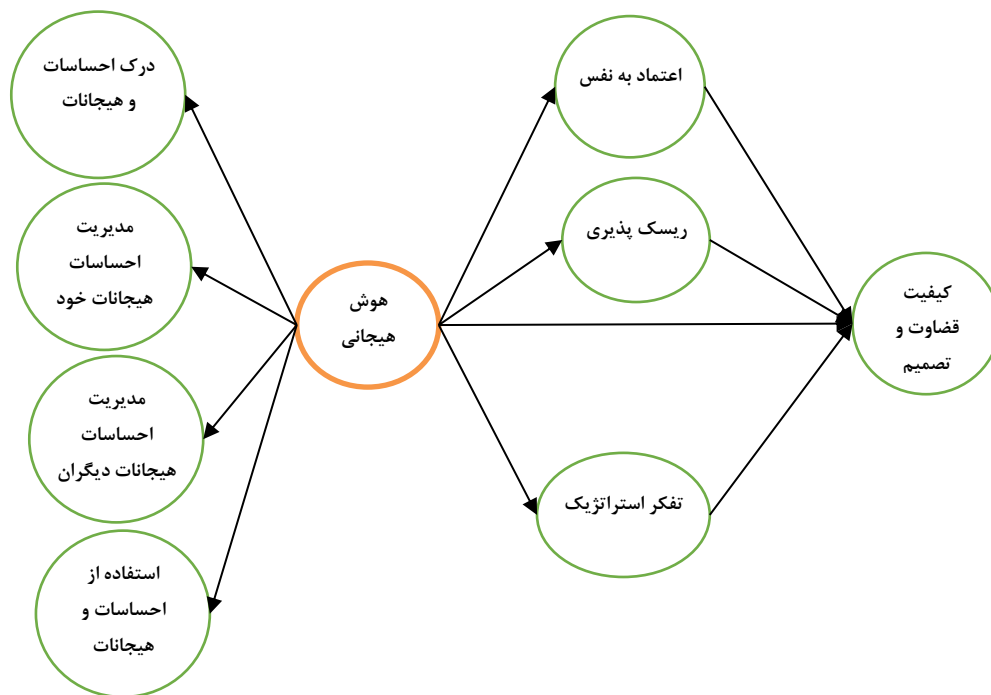 درک احساسات
و هیجانات
مدیریت
احساسات
هیجانات خود
مدیریت
احساسات
هیجانات دیگران
استفاده از
احساسات و
هیجانات
هوش
هیجانی
اعتماد به نفس
ریسک پذیری
تفکر استراتژیک
کیفیت
قضاوت و
تصمیم